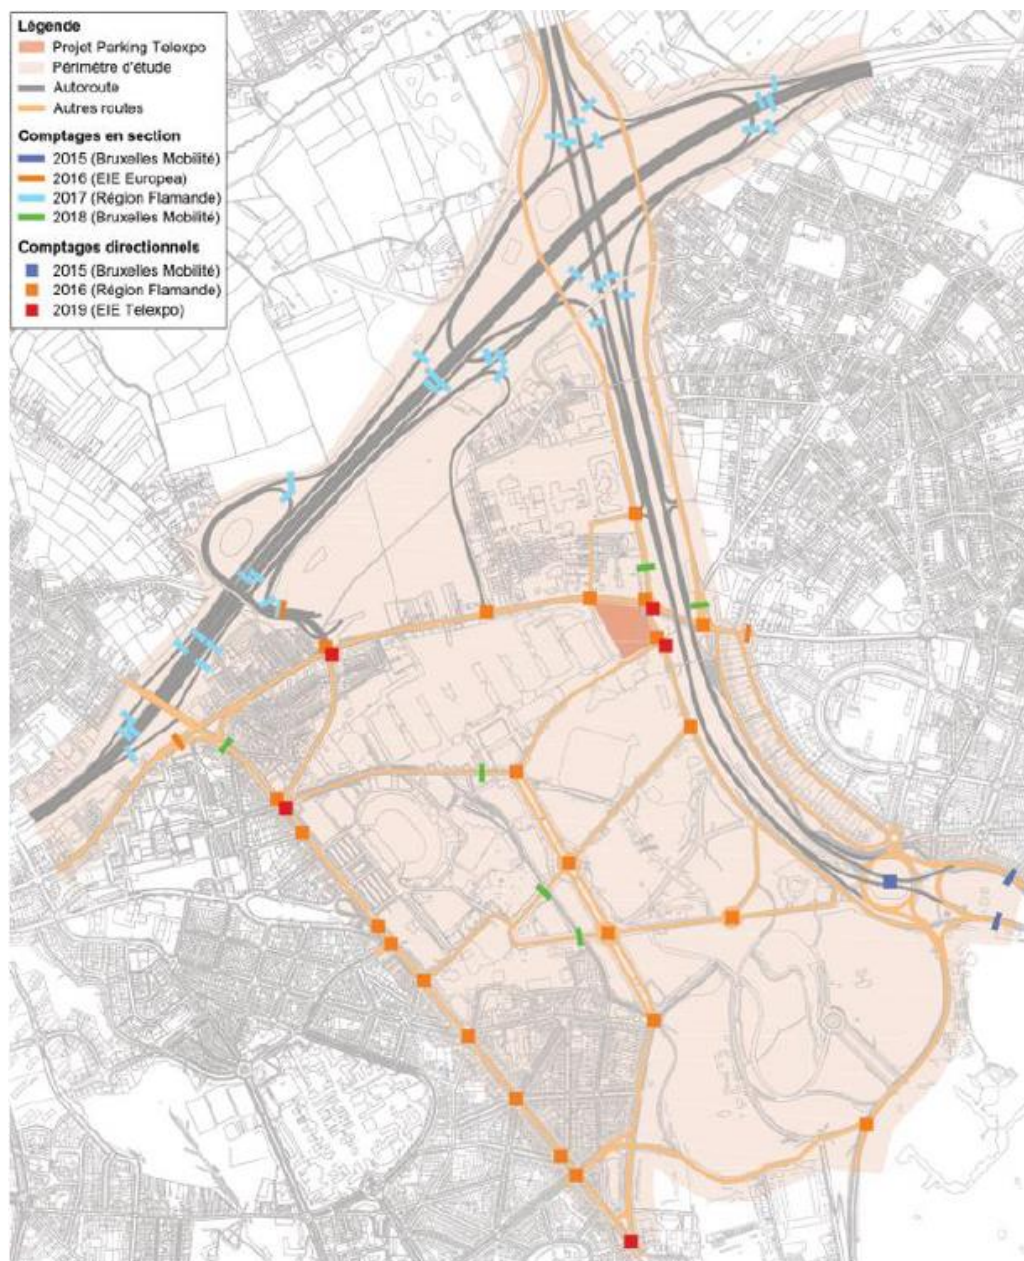 Légende
Projet Parking Telexpo
Périmètre d'étude
Autoroute
Autres routes
Comptages en section
2015 (Bruxelles Mobilité)
2016 (EIE Europea)
2017 (Région Flamande)
2018 (Bruxelles Mobilité)
Comptages directionnels
2015 (Bruxelles Mobilité)
2016 (Région Flamande)
2019 (EIE Telexpo)